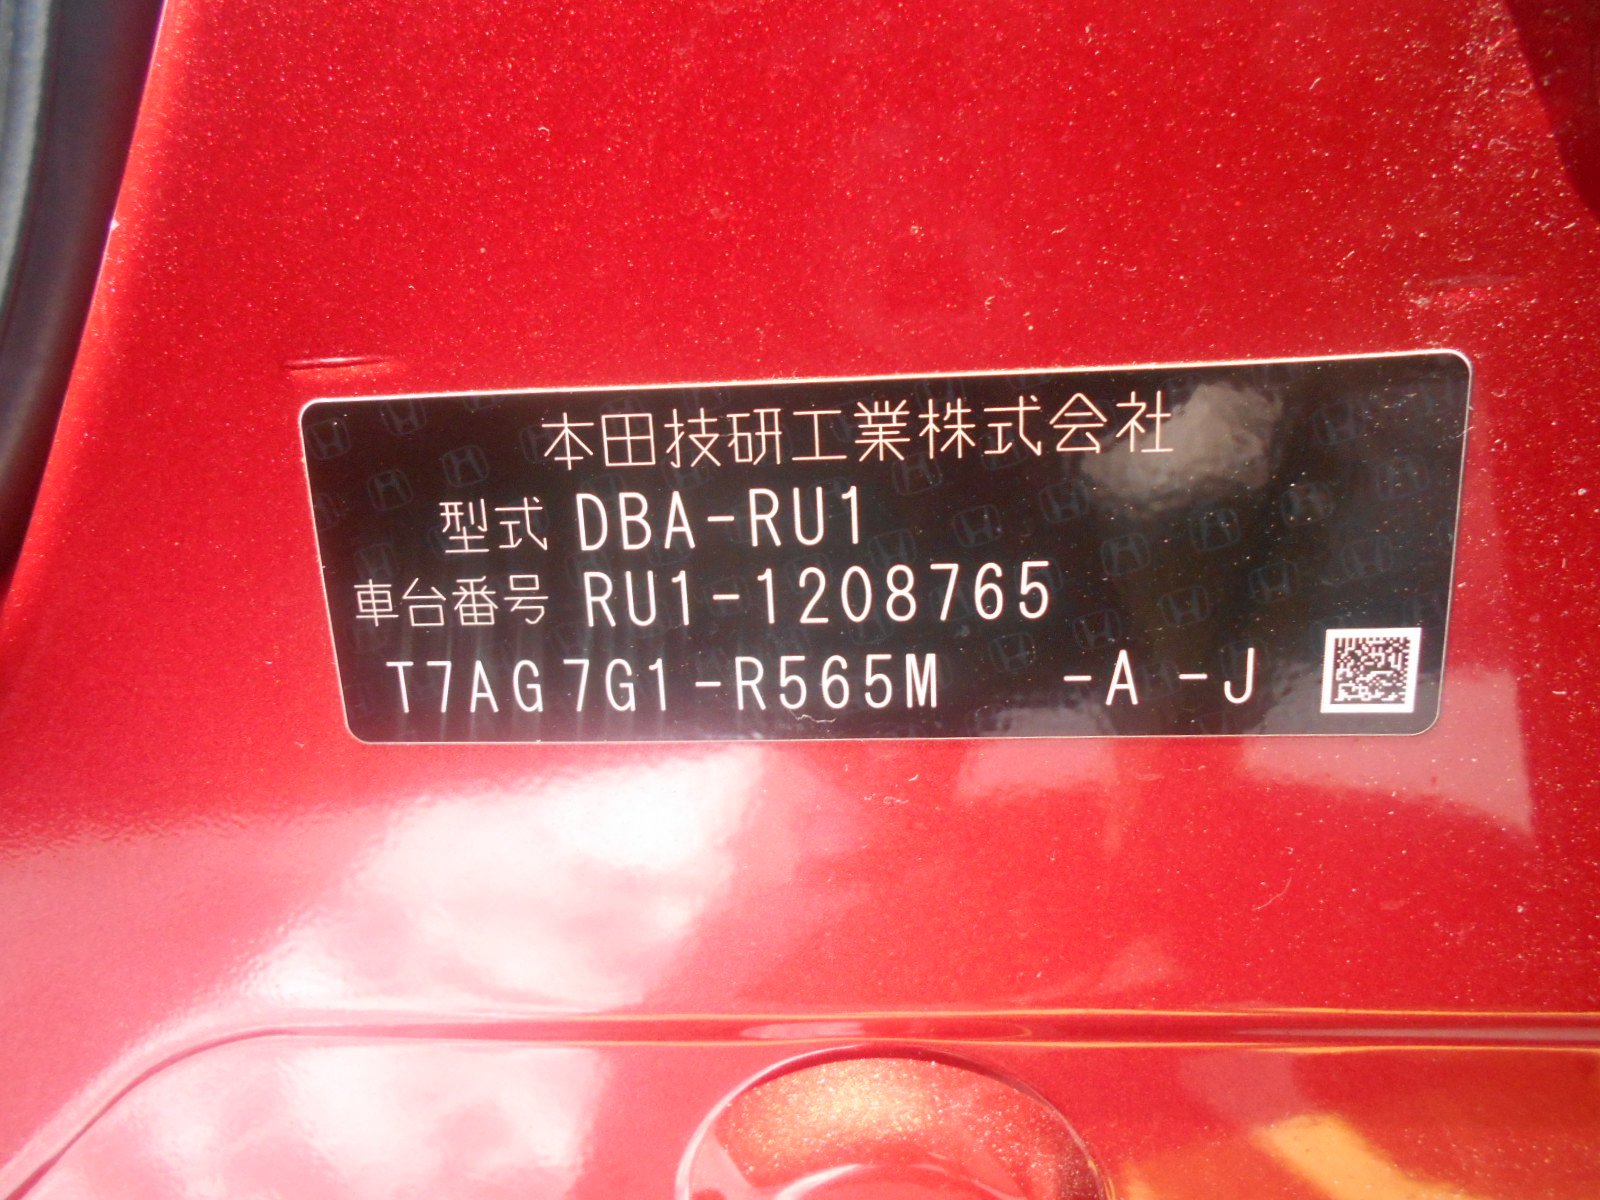 本田技研工業株式会社
型式 DBA-RU1
車台番号 RU1-1208765
T7AG7G1-R565M -A -J